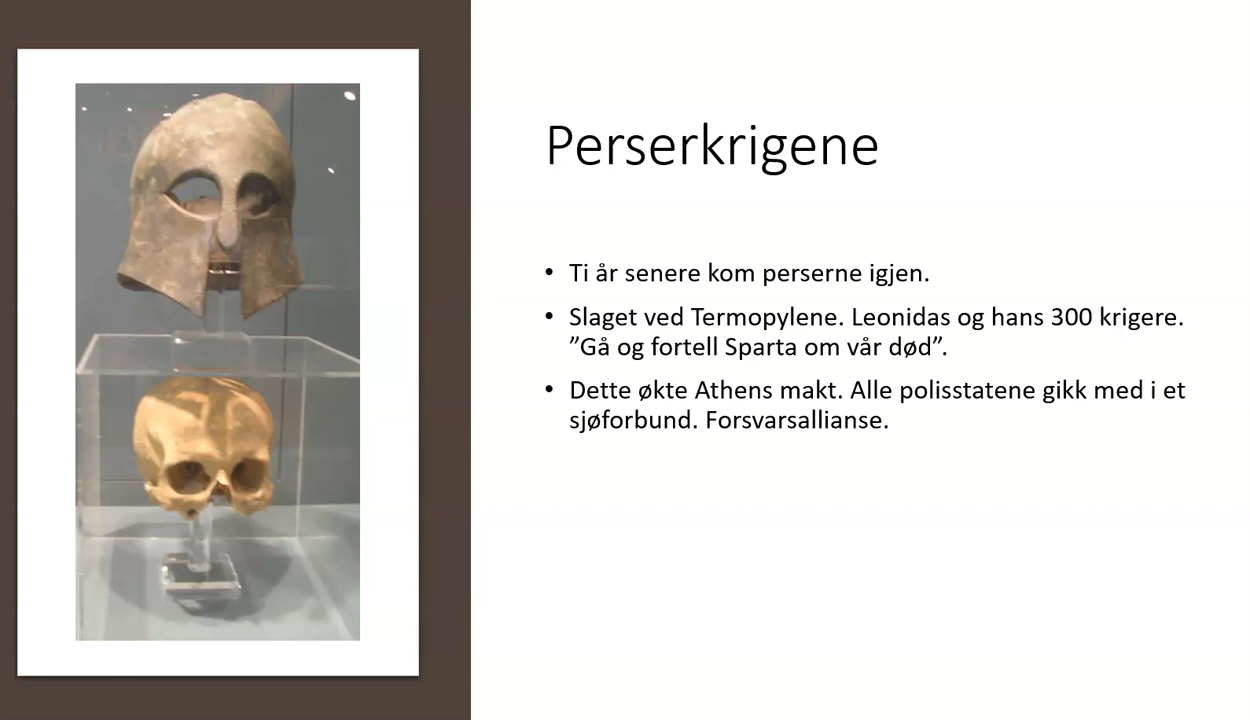 Perserkrigene
• Ti år senere kom perserne igjen.
• Slaget ved Termopylene. Leonidas og hans 300 krigere.
”Gå og fortell Sparta om vår død”.
• Dette økte Athens makt. Alle polisstatene gikk med i et
sjøforbund. Forsvarsallianse.